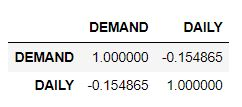 DEMAND DAILY
DEMAND 1.000000 -0.154865
DAILY -0.154865 1.000000